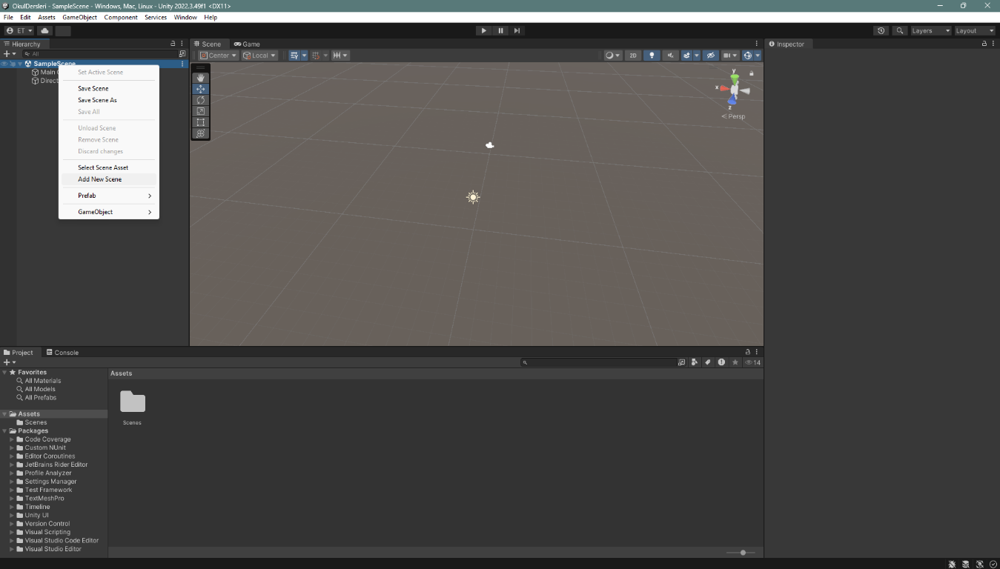 OkulDersleri - SampleScene - Windows, Mac, Linux - Unity 2022.3.49f1 <DX11>
File Edit Assets GameObject Component Services Window Help
ET
Layers Layout
Hierarchy
All
SampleScene
Main
Direct
Set Active Scene
Save Scene
Save Scene As
Save All
Unload Scene
Remove Scene
Discard changes
Select Scene Asset
Add New Scene
Prefab
GameObject
Scene Game
Center Local 2D
y
x
z
Persp
Inspector
Project Console
14
Favorites
All Materials
All Models
All Prefabs
Assets
Scenes
Packages
Code Coverage
Custom NUnit
Editor Coroutines
JetBrains Rider Editor
Profile Analyzer
Settings Manager
Test Framework
TextMeshPro
Timeline
Unity UI
Version Control
Visual Scripting
Visual Studio Code Editor
Visual Studio Editor
Assets
Scenes